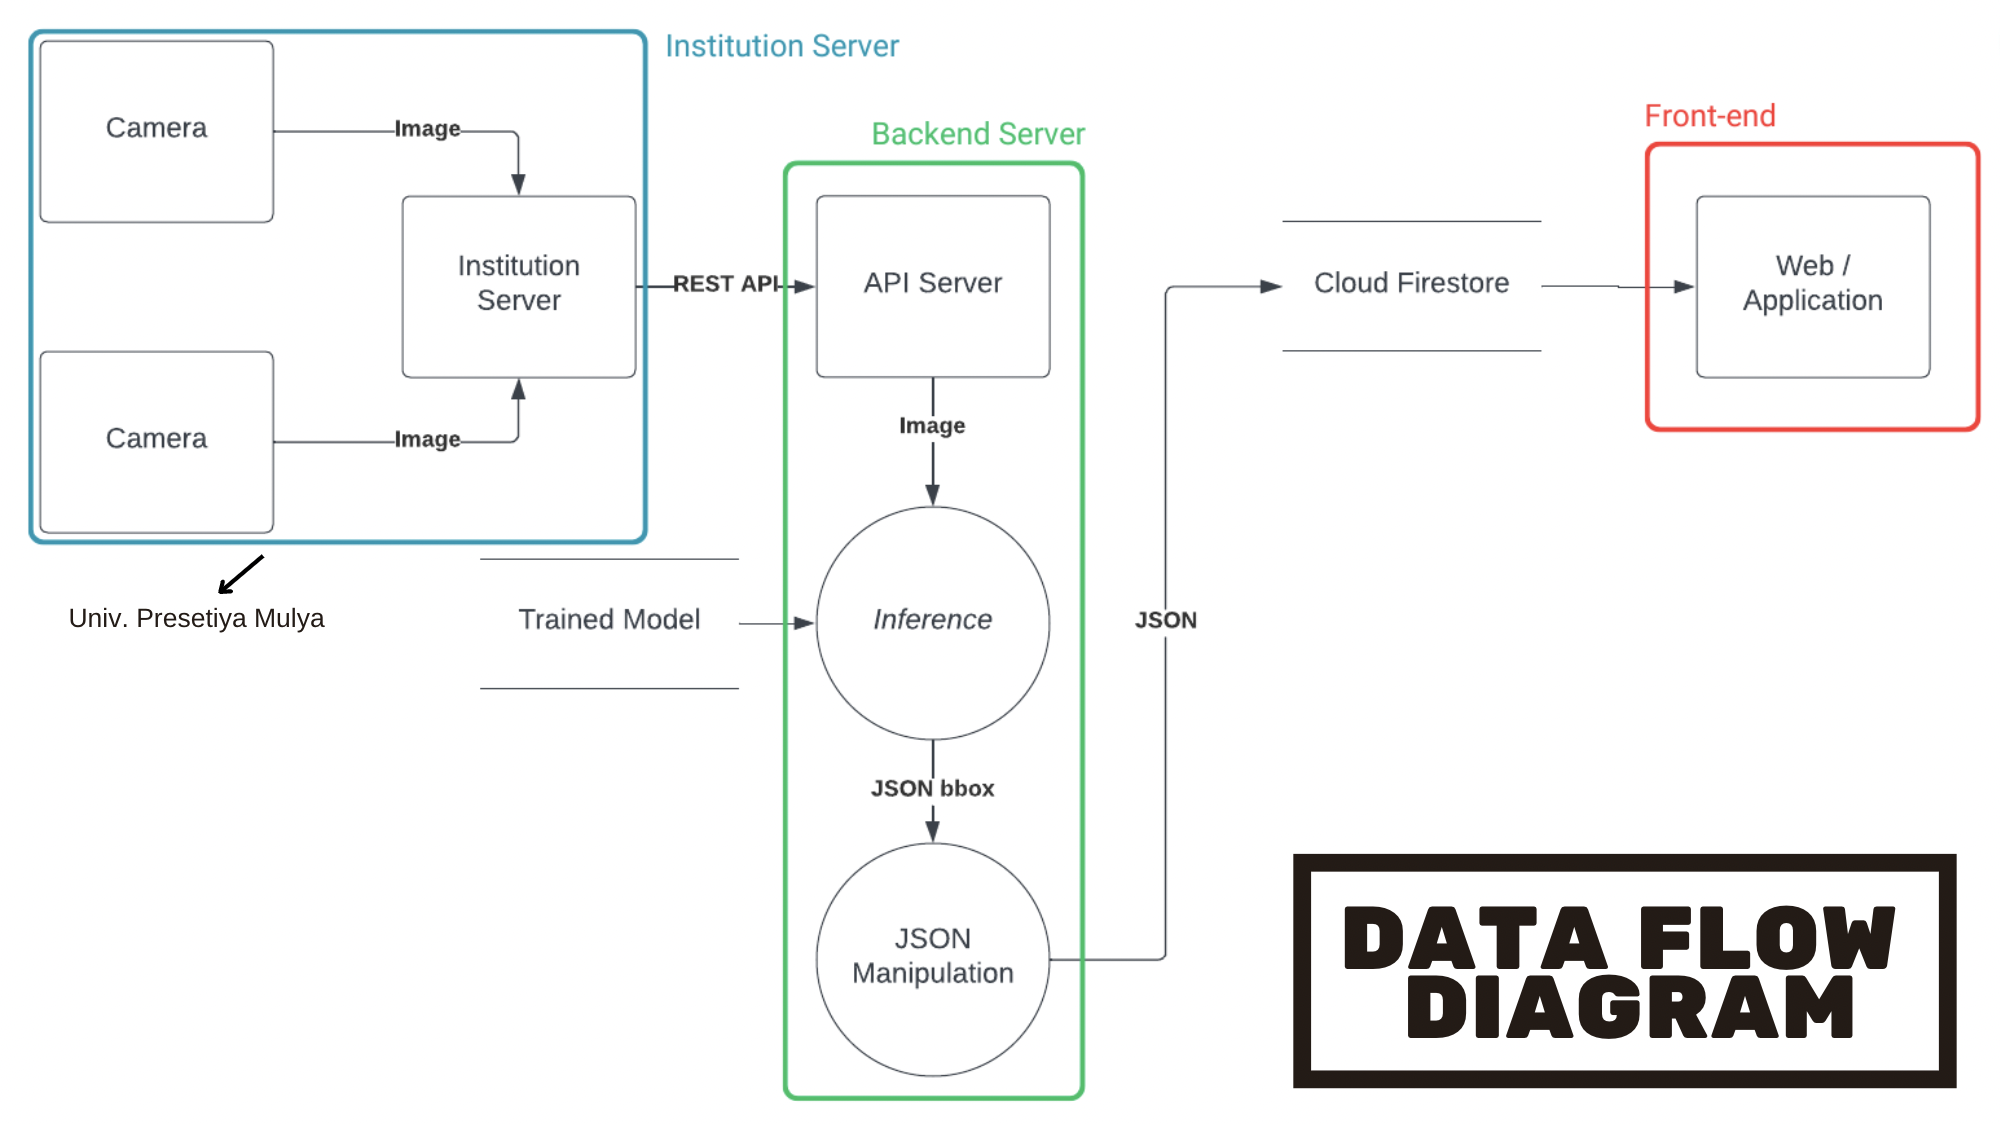 Institution Server
Camera
Image
Institution
Server
Camera
Image
Univ. Presetiya Mulya
REST API
Backend Server
API Server
Image
Trained Model
Inference
JSON bbox
JSON
Manipulation
JSON
Cloud Firestore
Front-end
Web /
Application
DATA FLOW
DIAGRAM